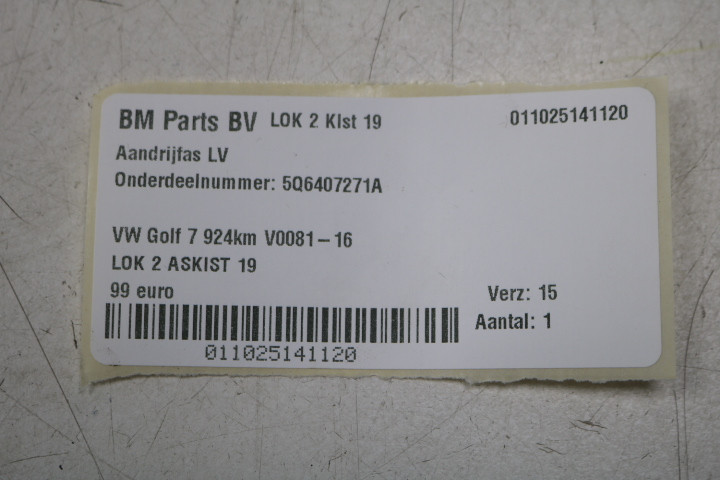 BM Parts BV LOK 2 Kist 19 011025141120
Aandrijfas LV
Onderdeelnummer: 5Q6407271A
VW Golf 7 924km V0081-16
LOK 2 ASKIST 19
99 euro Verz: 15
Aantal: 1
011025141120